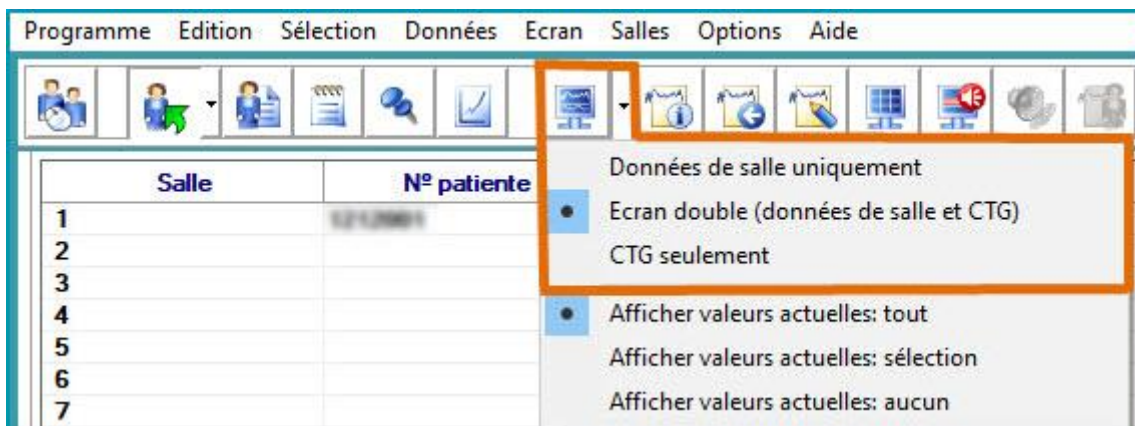 Programme Edition Sélection Données Ecran Salles Options Aide
Salle Nº patiente
1
2
3
4
5
6
7
Données de salle uniquement
Ecran double (données de salle et CTG)
CTG seulement
Afficher valeurs actuelles: tout
Afficher valeurs actuelles: sélection
Afficher valeurs actuelles: aucun